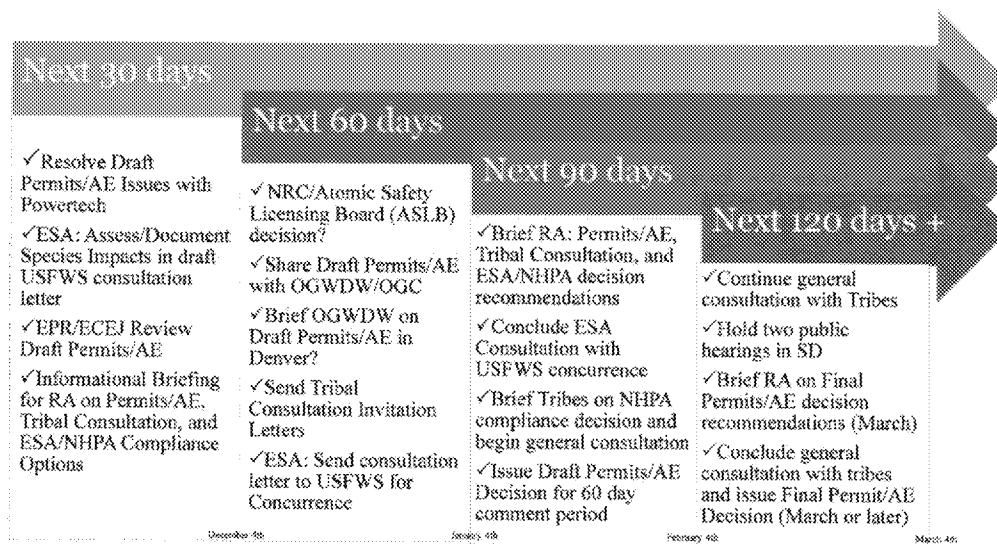 Next 30 days
✓Resolve Draft
Permits/AE Issues with
Powertech
✓ESA: Assess/Document
Species Impacts in draft
USFWS consultation
letter
✓EPR/ECEJ Review
Draft Permits/AE
✓Informational Briefing
for RA on Permits/AE,
Tribal Consultation, and
ESA/NHPA Compliance
Options
Next 60 days
✓NRC/Atomic Safety
Licensing Board (ASLB)
decision?
✓Share Draft Permits/AE
with OGWDW/OGC
✓Brief OGWDW on
Draft Permits/AE in
Denver?
✓Send Tribal
Consultation Invitation
Letters
✓ESA: Send consultation
letter to USFWS for
Concurrence
Next 90 days
✓Brief RA: Permits/AE,
Tribal Consultation, and
ESA/NHPA decision
recommendations
✓Conclude ESA
Consultation with
USFWS concurrence
✓Brief Tribes on NHPA
compliance decision and
begin general consultation
✓Issue Draft Permits/AE
Decision for 60 day
comment period
Next 120 days +
✓Continue general
consultation with Tribes
✓Hold two public
hearings in SD
✓Brief RA on Final
Permits/AE decision
recommendations (March)
✓Conclude general
consultation with tribes
and issue Final Permit/AE
Decision (March or later)
December 4th
January 4th
February 4th
March 4th